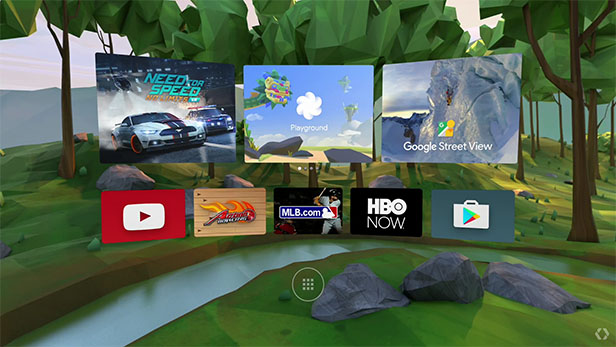 NEED FOR
SPEED
Playground
Google Street View
MLB.com
HBO
NOW